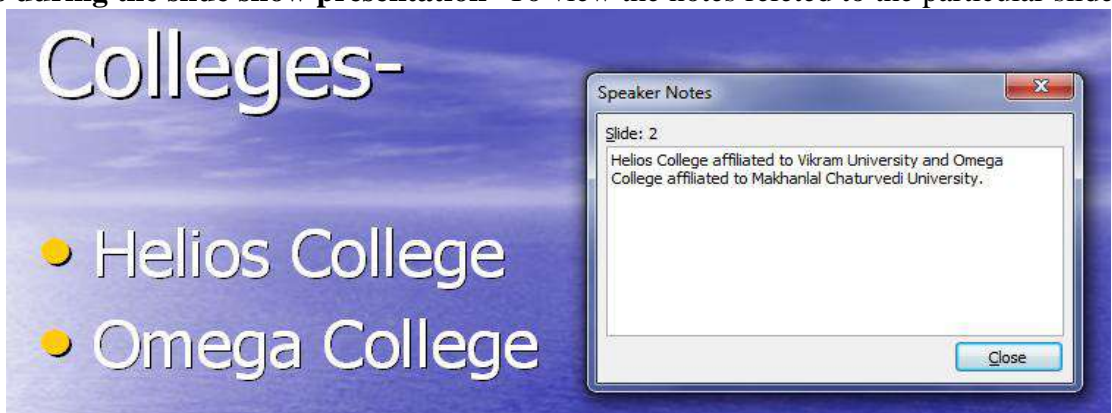 during the slide show presentation- To view the notes releted to the particular slide
Colleges-
Helios College
Omega College
Speaker Notes
Slide: 2
Helios College affiliated to Vikram University and Omega
College affiliated to Makhanlal Chaturvedi University.
Close